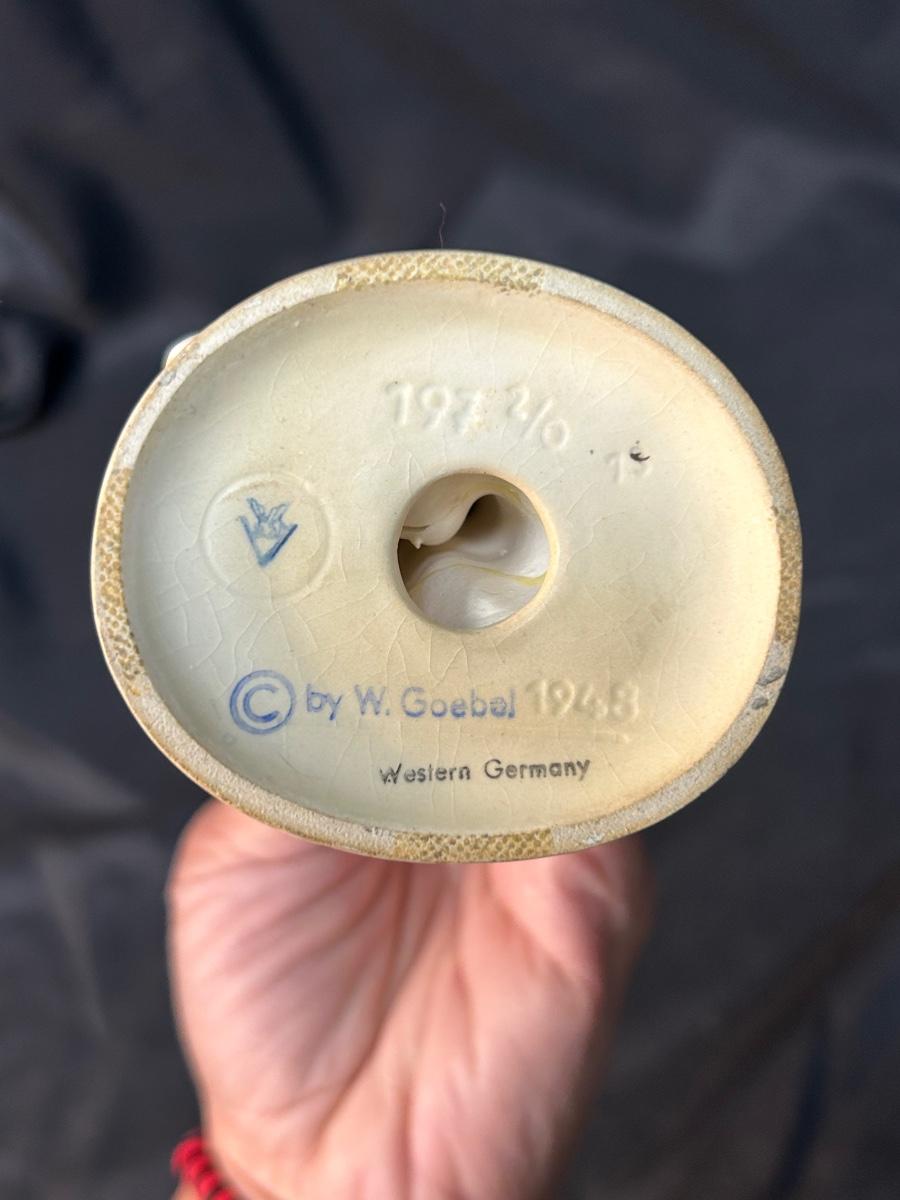 197 2/0
© by W. Goebel 1948
Western Germany